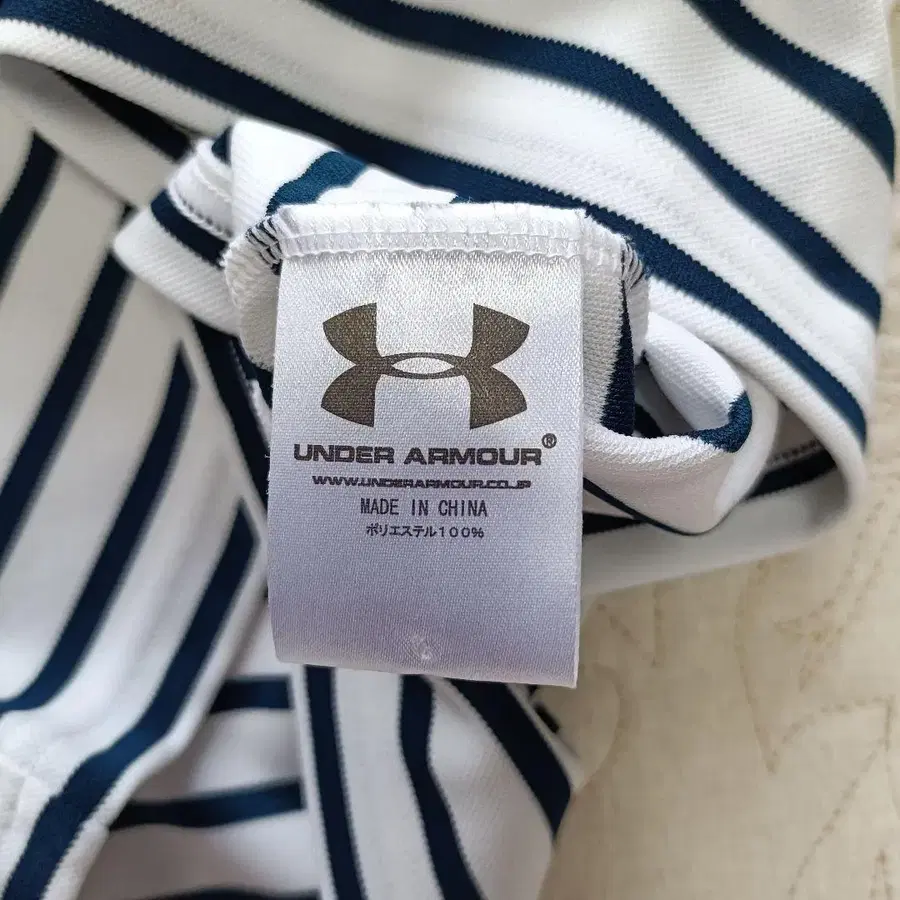 UNDER ARMOUR®
WWW.UNDERARMOUR.CO.JP
MADE IN CHINA
ポリエステル100%